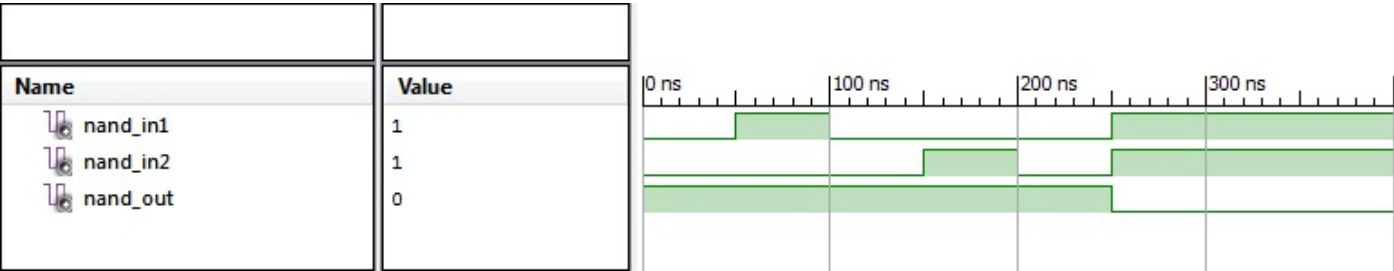 Name Value 0 ns 100 ns 200 ns 300 ns
nand_in1 1
nand_in2 1
nand_out 0